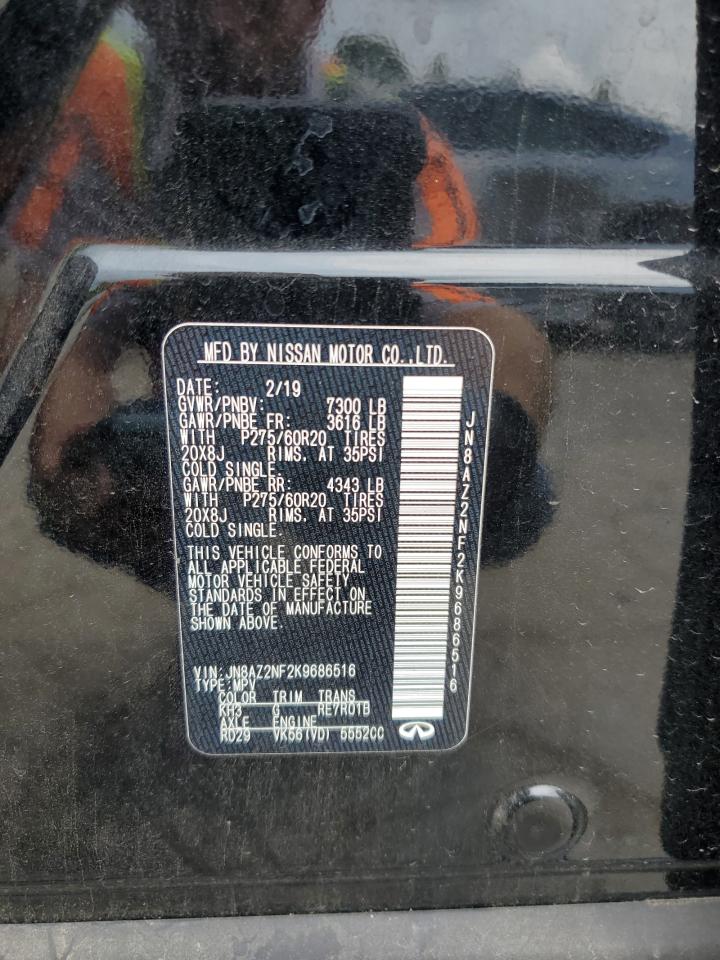 MFD BY NISSAN MOTOR CO.,LTD.
DATE: 2/19
GVWR/PNBV: 7300 LB
GAWR/PNBE FR: 3616 LB
WITH P275/60R20 TIRES
20X8J RIMS. AT 35PSI
COLD SINGLE.
GAWR/PNBE RR: 4343 LB
WITH P275/60R20 TIRES
20X8J RIMS. AT 35PSI
COLD SINGLE.
THIS VEHICLE CONFORMS TO
ALL APPLICABLE FEDERAL
MOTOR VEHICLE SAFETY
STANDARDS IN EFFECT ON
THE DATE OF MANUFACTURE
SHOWN ABOVE.
VIN:JN8AZ2NF2K9686516
TYPE:MPV
COLOR TRIM TRANS
KH3 G RE7R01B
AXLE ENGINE
RD29 VK56(VD) 5552CC
JN8AZ2NF2K9686516